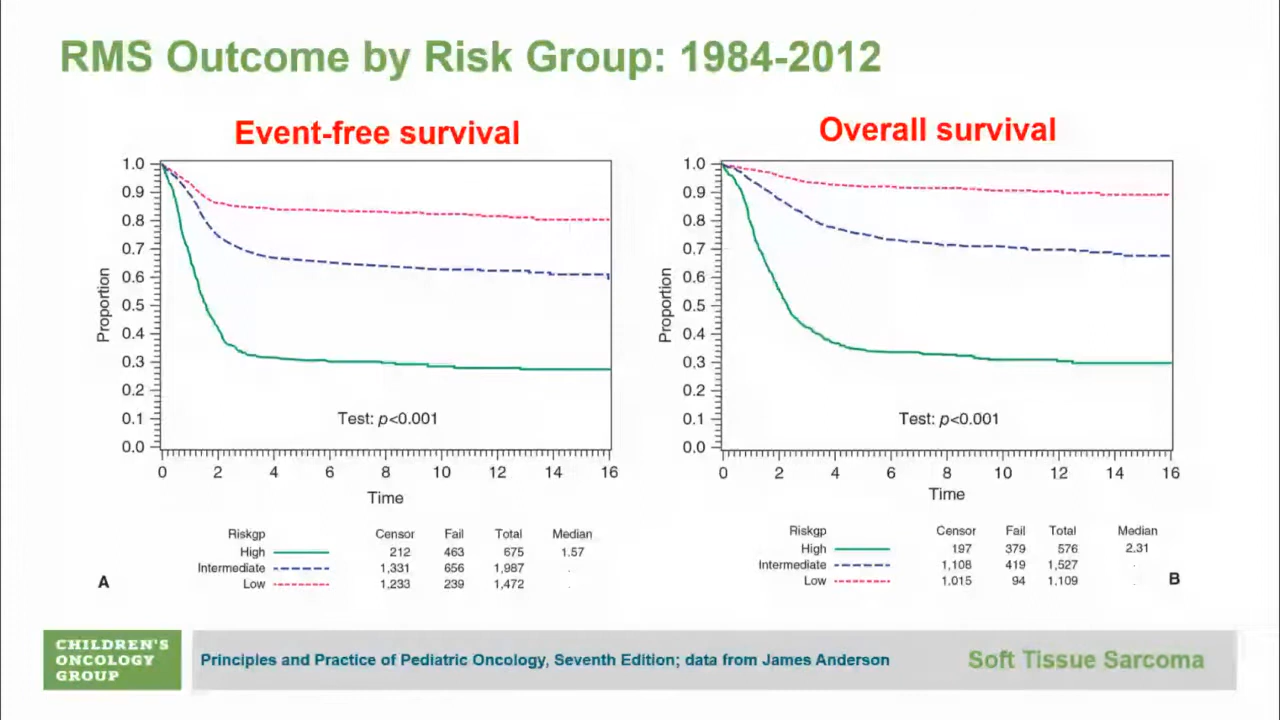 RMS Outcome by Risk Group: 1984-2012
Event-free survival
1.0
0.9
0.8
0.7
0.6
0.5
0.4
0.3
0.2
0.1
0.0
Proportion
Test: p<0.001
0 2 4 6 8 10 12 14 16
Time
Riskgp Censor Fail Total Median
High 212 463 675 1.57
Intermediate 1,331 656 1,987 .
Low 1,233 239 1,472 .
A
Overall survival
1.0
0.9
0.8
0.7
0.6
0.5
0.4
0.3
0.2
0.1
0.0
Proportion
Test: p<0.001
0 2 4 6 8 10 12 14 16
Time
Riskgp Censor Fail Total Median
High 197 379 576 2.31
Intermediate 1,108 419 1,527 .
Low 1,015 94 1,109 .
B
CHILDREN'S
ONCOLOGY
GROUP
Principles and Practice of Pediatric Oncology, Seventh Edition; data from James Anderson
Soft Tissue Sarcoma